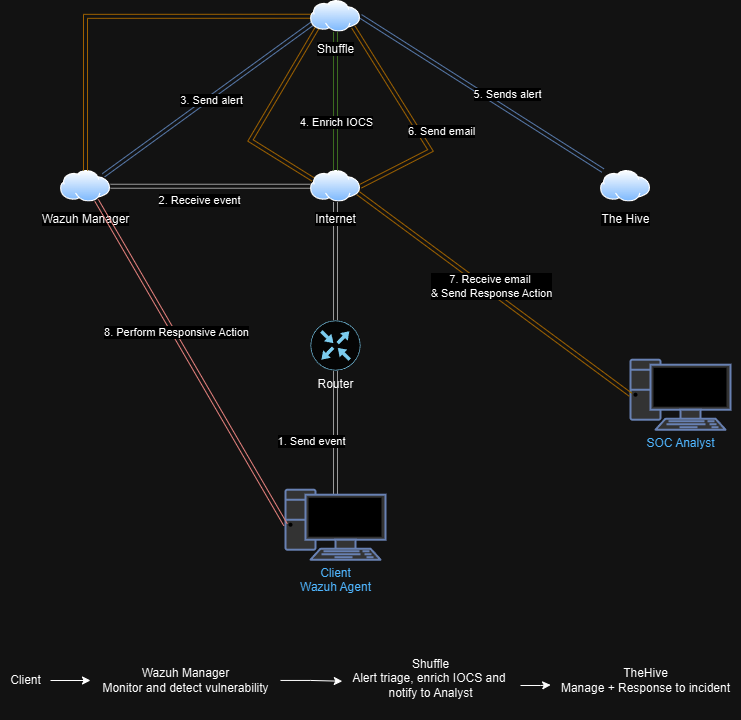 Shuffle
3. Send alert
5. Sends alert
4. Enrich IOCS
6. Send email
2. Receive event
Wazuh Manager
Internet
The Hive
7. Receive email
& Send Response Action
8. Perform Responsive Action
Router
1. Send event
SOC Analyst
Client
Wazuh Agent
Client
Wazuh Manager
Monitor and detect vulnerability
Shuffle
Alert triage, enrich IOCS and
notify to Analyst
TheHive
Manage + Response to incident